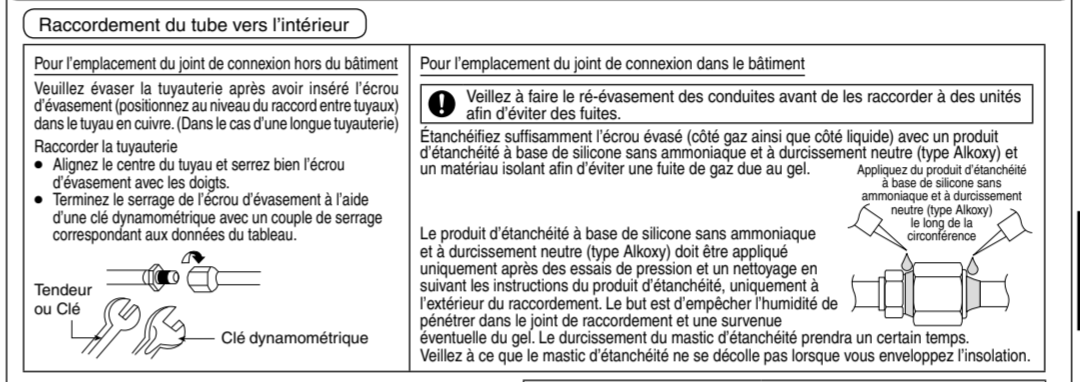 Raccordement du tube vers l'intérieur
Pour l'emplacement du joint de connexion hors du bâtiment
Veuillez évaser la tuyauterie après avoir inséré l'écrou
d'évasement (positionnez au niveau du raccord entre tuyaux)
dans le tuyau en cuivre. (Dans le cas d'une longue tuyauterie)
Raccorder la tuyauterie
● Alignez le centre du tuyau et serrez bien l'écrou
d'évasement avec les doigts.
● Terminez le serrage de l'écrou d'évasement à l'aide
d'une clé dynamométrique avec un couple de serrage
correspondant aux données du tableau.
Tendeur
ou Clé
Clé dynamométrique
Pour l'emplacement du joint de connexion dans le bâtiment
Veillez à faire le ré-évasement des conduites avant de les raccorder à des unités
afin d'éviter des fuites.
Étanchéifiez suffisamment l'écrou évasé (côté gaz ainsi que côté liquide) avec un produit
d'étanchéité à base de silicone sans ammoniaque et à durcissement neutre (type Alkoxy) et
un matériau isolant afin d'éviter une fuite de gaz due au gel.
Appliquez du produit d'étanchéité
à base de silicone sans
ammoniaque et à durcissement
neutre (type Alkoxy)
le long de la
circonférence
Le produit d'étanchéité à base de silicone sans ammoniaque
et à durcissement neutre (type Alkoxy) doit être appliqué
uniquement après des essais de pression et un nettoyage en
suivant les instructions du produit d'étanchéité, uniquement à
l'extérieur du raccordement. Le but est d'empêcher l'humidité de
pénétrer dans le joint de raccordement et une survenue
éventuelle du gel. Le durcissement du mastic d'étanchéité prendra un certain temps.
Veillez à ce que le mastic d'étanchéité ne se décolle pas lorsque vous enveloppez l'insolation.